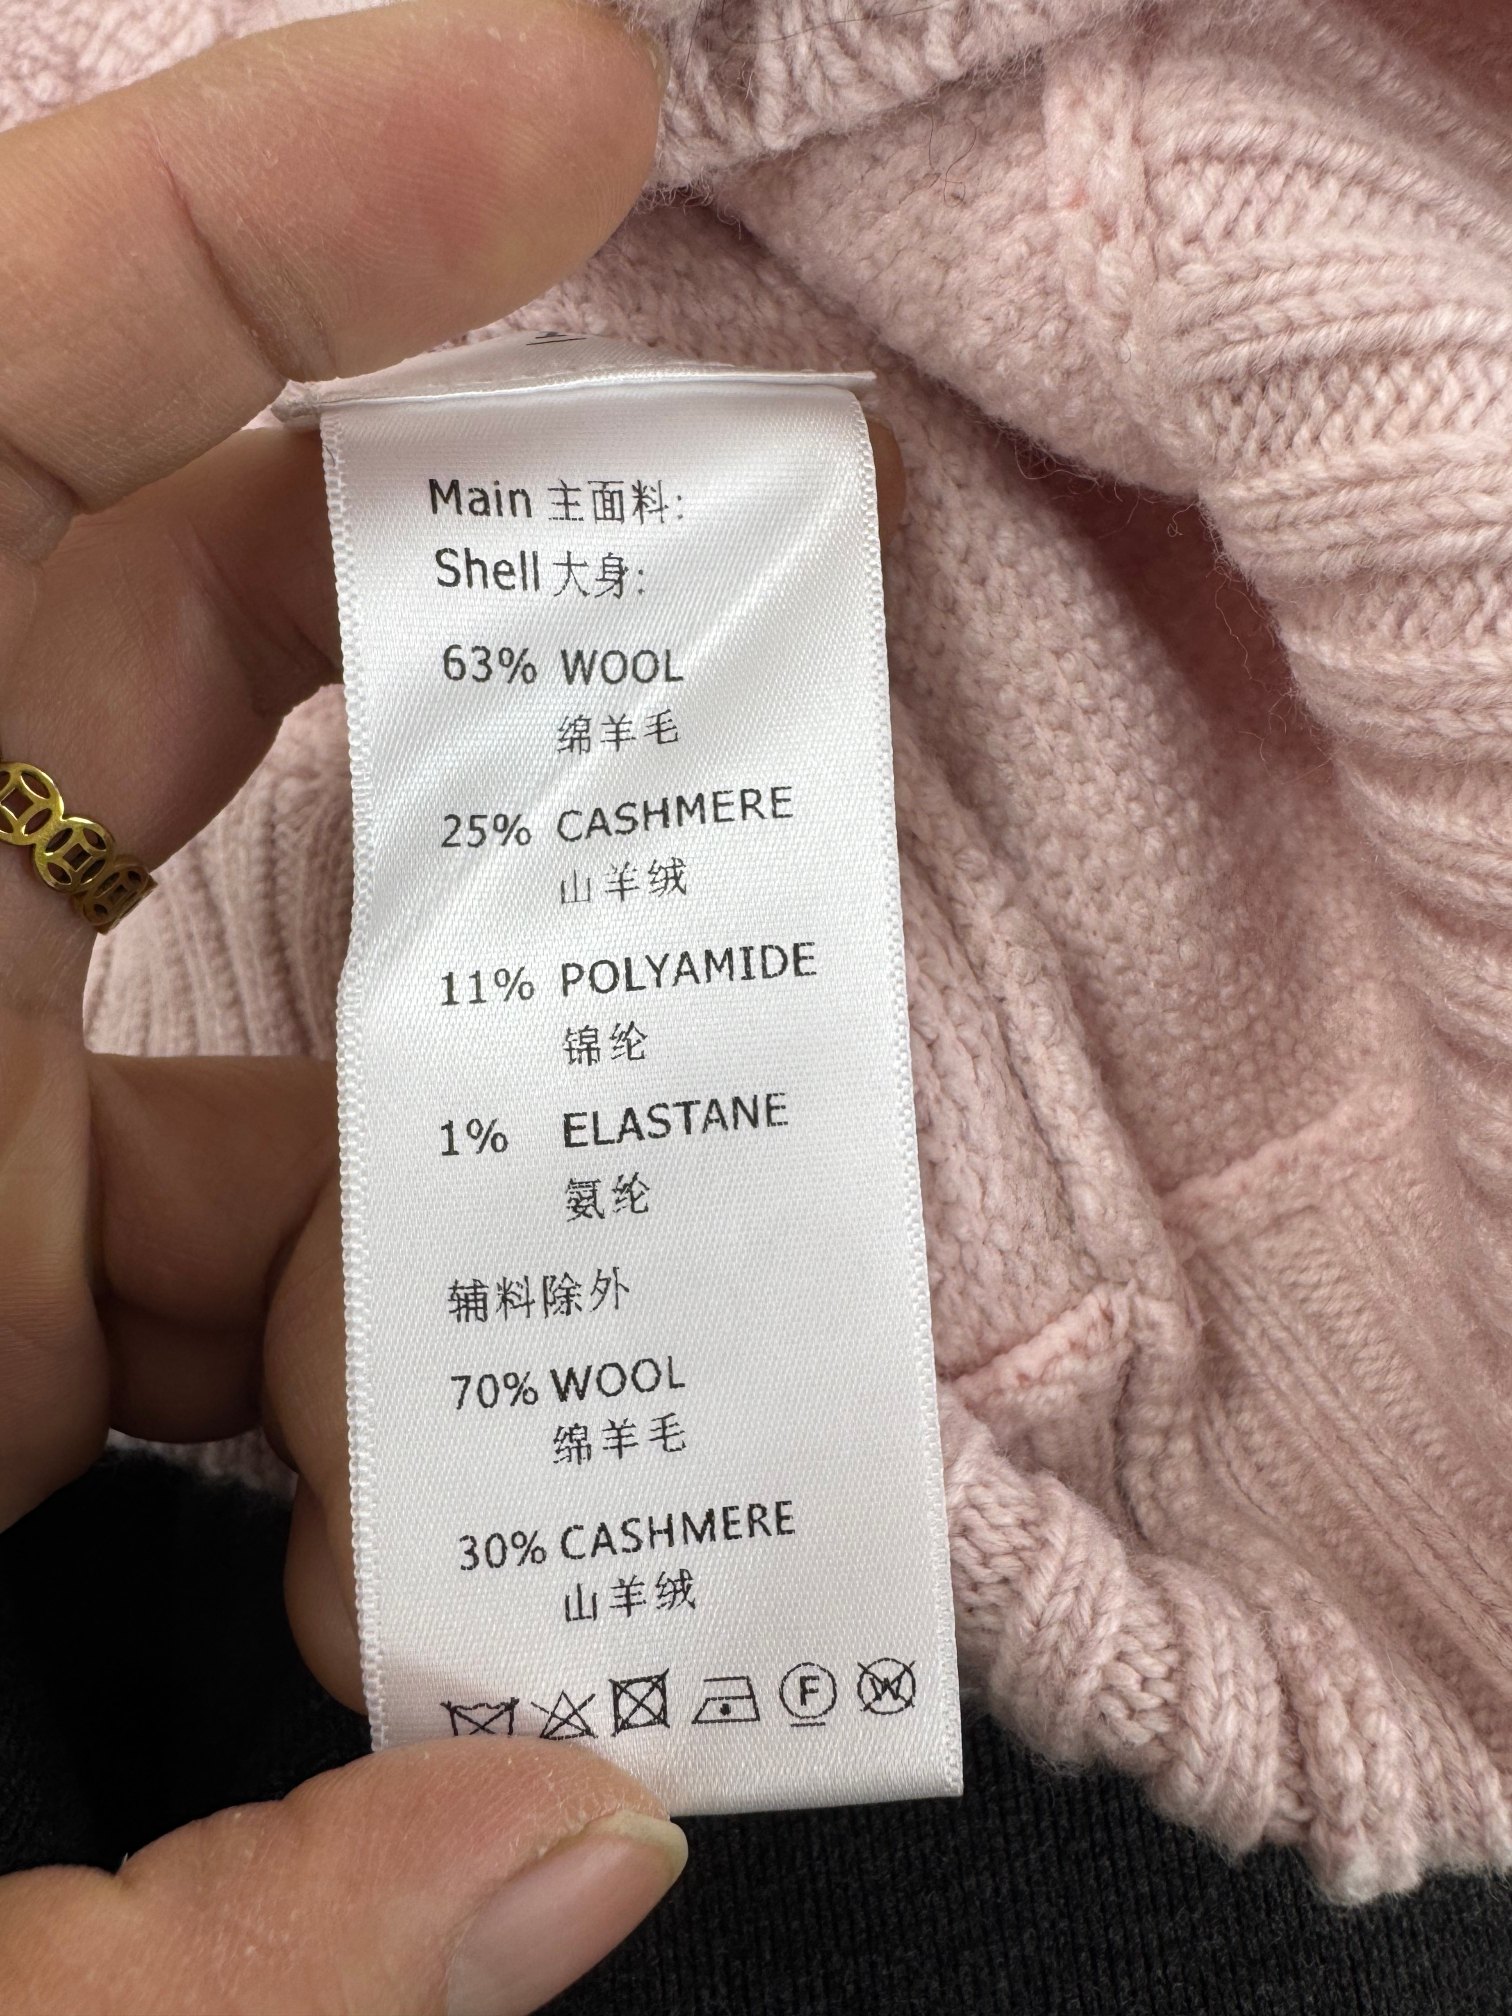 Main 主面料:
Shell 大身:
63% WOOL
绵羊毛
25% CASHMERE
山羊绒
11% POLYAMIDE
锦纶
1% ELASTANE
氨纶
辅料除外
70% WOOL
绵羊毛
30% CASHMERE
山羊绒
F W